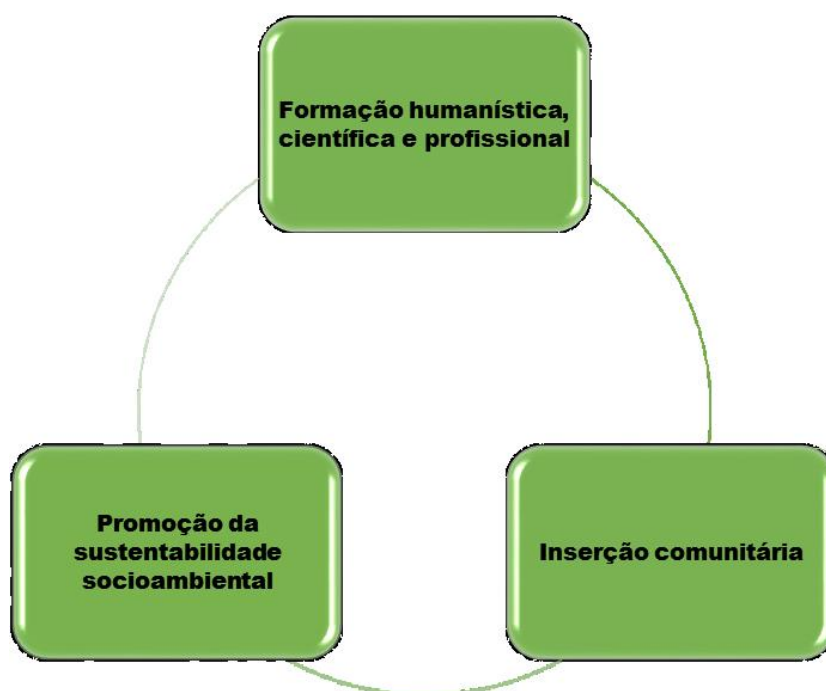 Formação humanística,
científica e profissional
Promoção da
sustentabilidade
socioambiental
Inserção comunitária